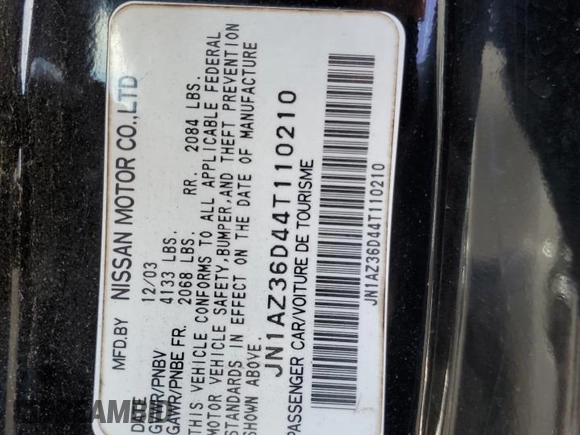 MFD.BY NISSAN MOTOR CO.,LTD
DATE 12/03
GVWR/PNBV 4133 LBS.
GAWR/PNBE FR. 2068 LBS. RR. 2084 LBS.
THIS VEHICLE CONFORMS TO ALL APPLICABLE FEDERAL
MOTOR VEHICLE SAFETY,BUMPER,AND THEFT PREVENTION
STANDARDS IN EFFECT ON THE DATE OF MANUFACTURE
SHOWN ABOVE.
JN1AZ36D44T110210
PASSENGER CAR/VOITURE DE TOURISME
JN1AZ36D44T110210